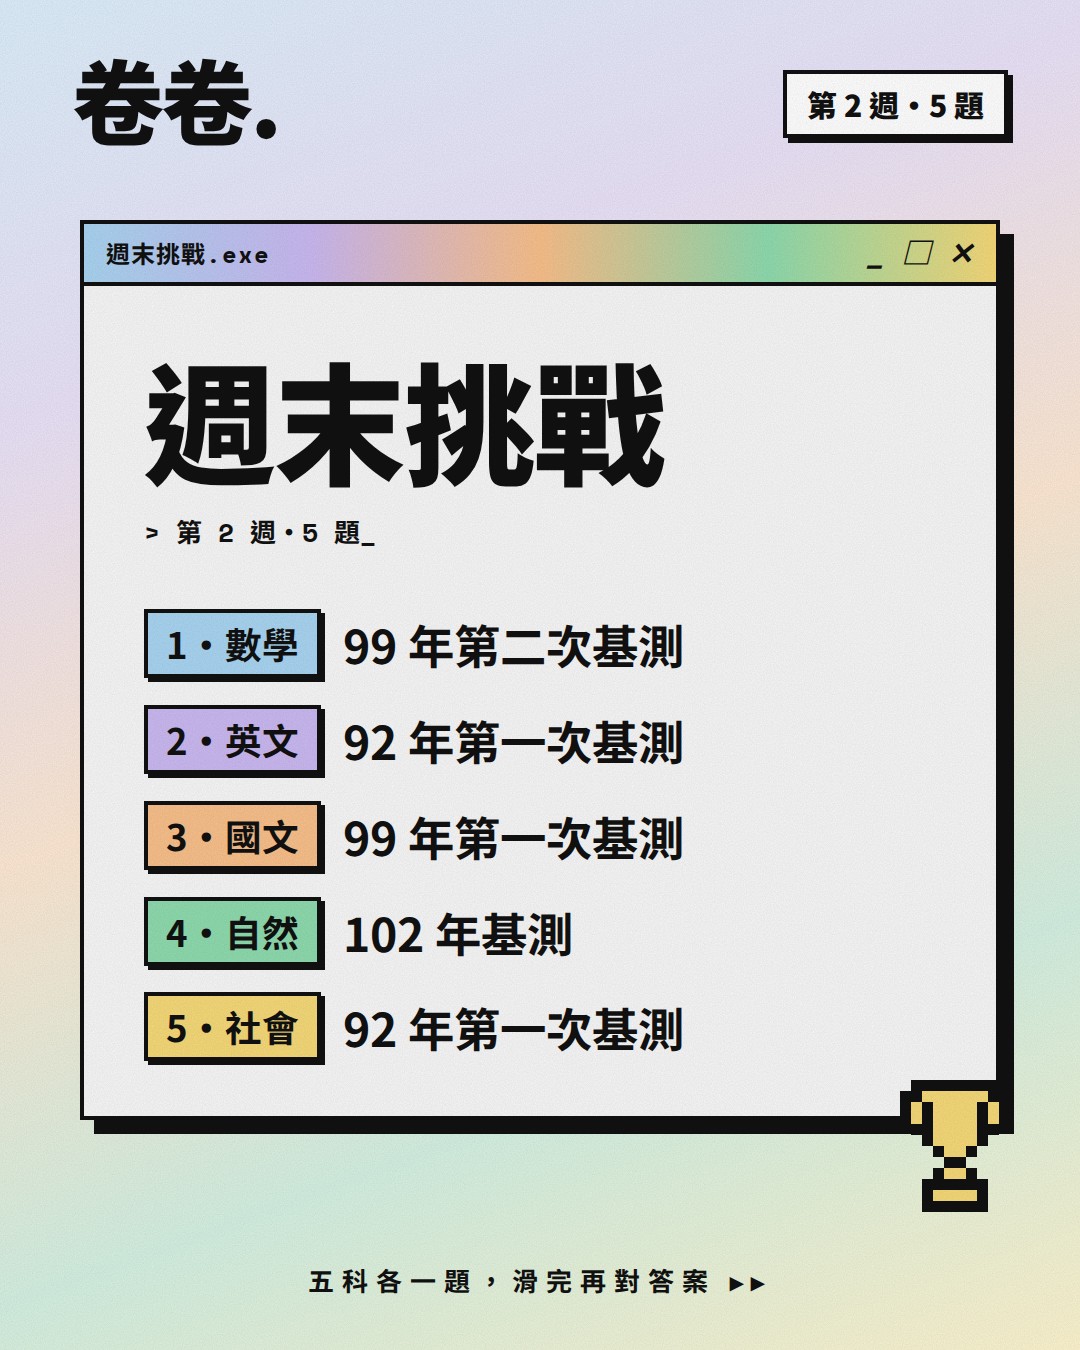 卷卷.
第 2 週・5 題
週末挑戰.exe
週末挑戰
> 第 2 週・5 題_
1・數學 99 年第二次基測
2・英文 92 年第一次基測
3・國文 99 年第一次基測
4・自然 102 年基測
5・社會 92 年第一次基測
五科各一題，滑完再對答案 ▸▸